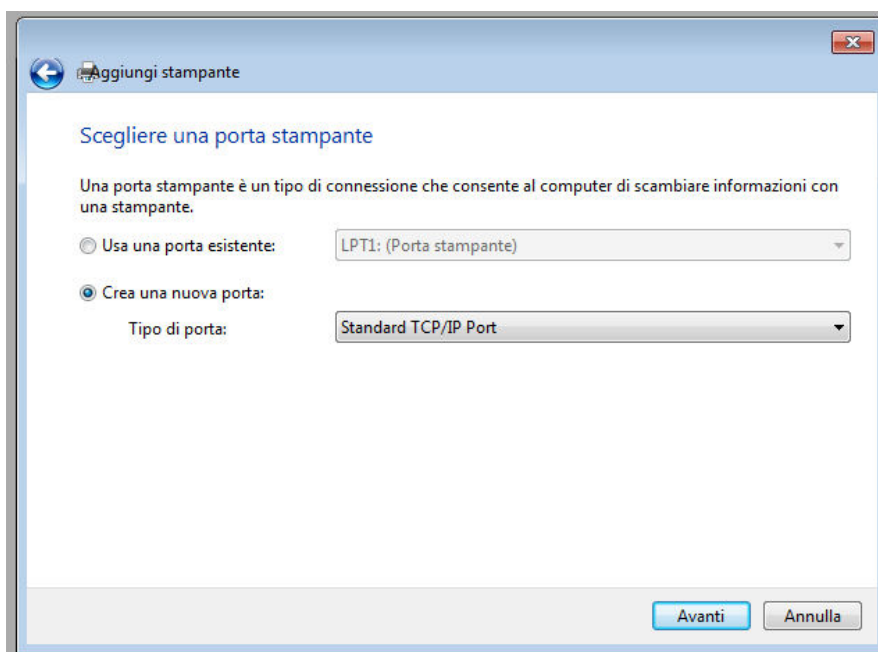 Aggiungi stampante
Scegliere una porta stampante
Una porta stampante è un tipo di connessione che consente al computer di scambiare informazioni con
una stampante.
Usa una porta esistente: LPT1: (Porta stampante)
Crea una nuova porta:
Tipo di porta: Standard TCP/IP Port
Avanti Annulla